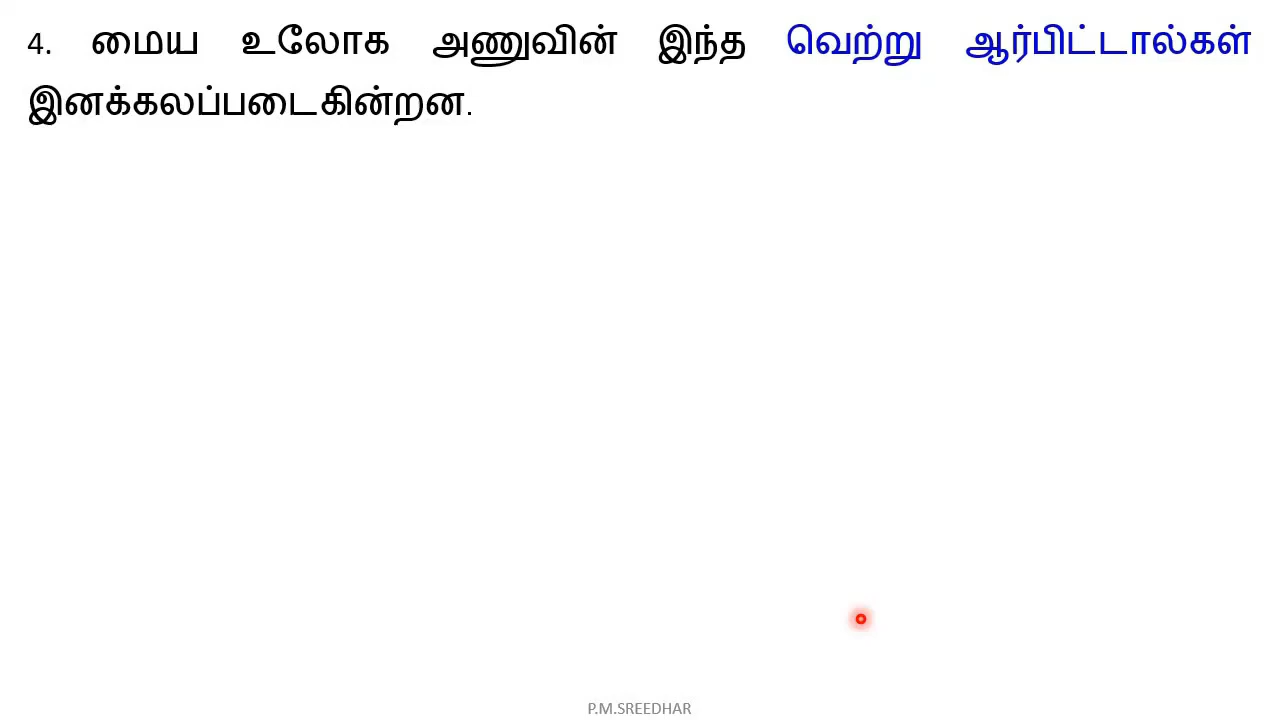 4. மைய உலோக அணுவின் இந்த வெற்று ஆர்பிட்டால்கள்
இனக்கலப்படைகின்றன.
P.M.SREEDHAR